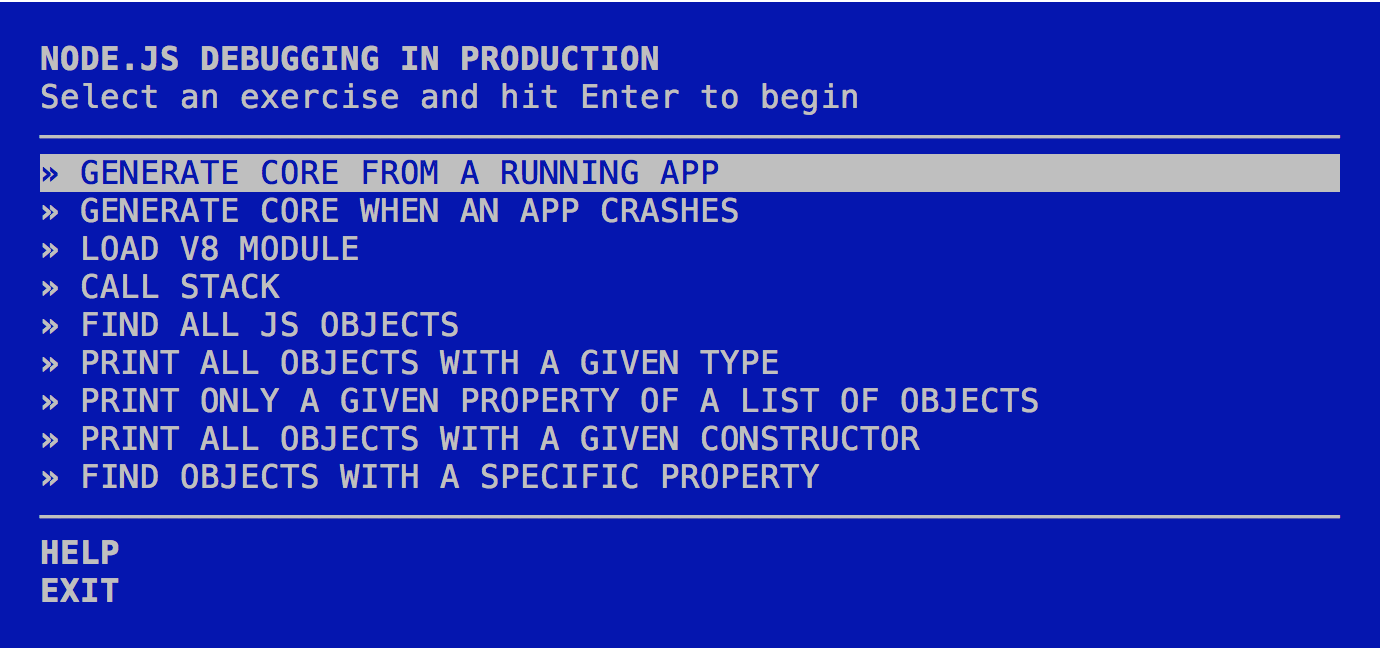 NODE.JS DEBUGGING IN PRODUCTION
Select an exercise and hit Enter to begin
» GENERATE CORE FROM A RUNNING APP
» GENERATE CORE WHEN AN APP CRASHES
» LOAD V8 MODULE
» CALL STACK
» FIND ALL JS OBJECTS
» PRINT ALL OBJECTS WITH A GIVEN TYPE
» PRINT ONLY A GIVEN PROPERTY OF A LIST OF OBJECTS
» PRINT ALL OBJECTS WITH A GIVEN CONSTRUCTOR
» FIND OBJECTS WITH A SPECIFIC PROPERTY
HELP
EXIT